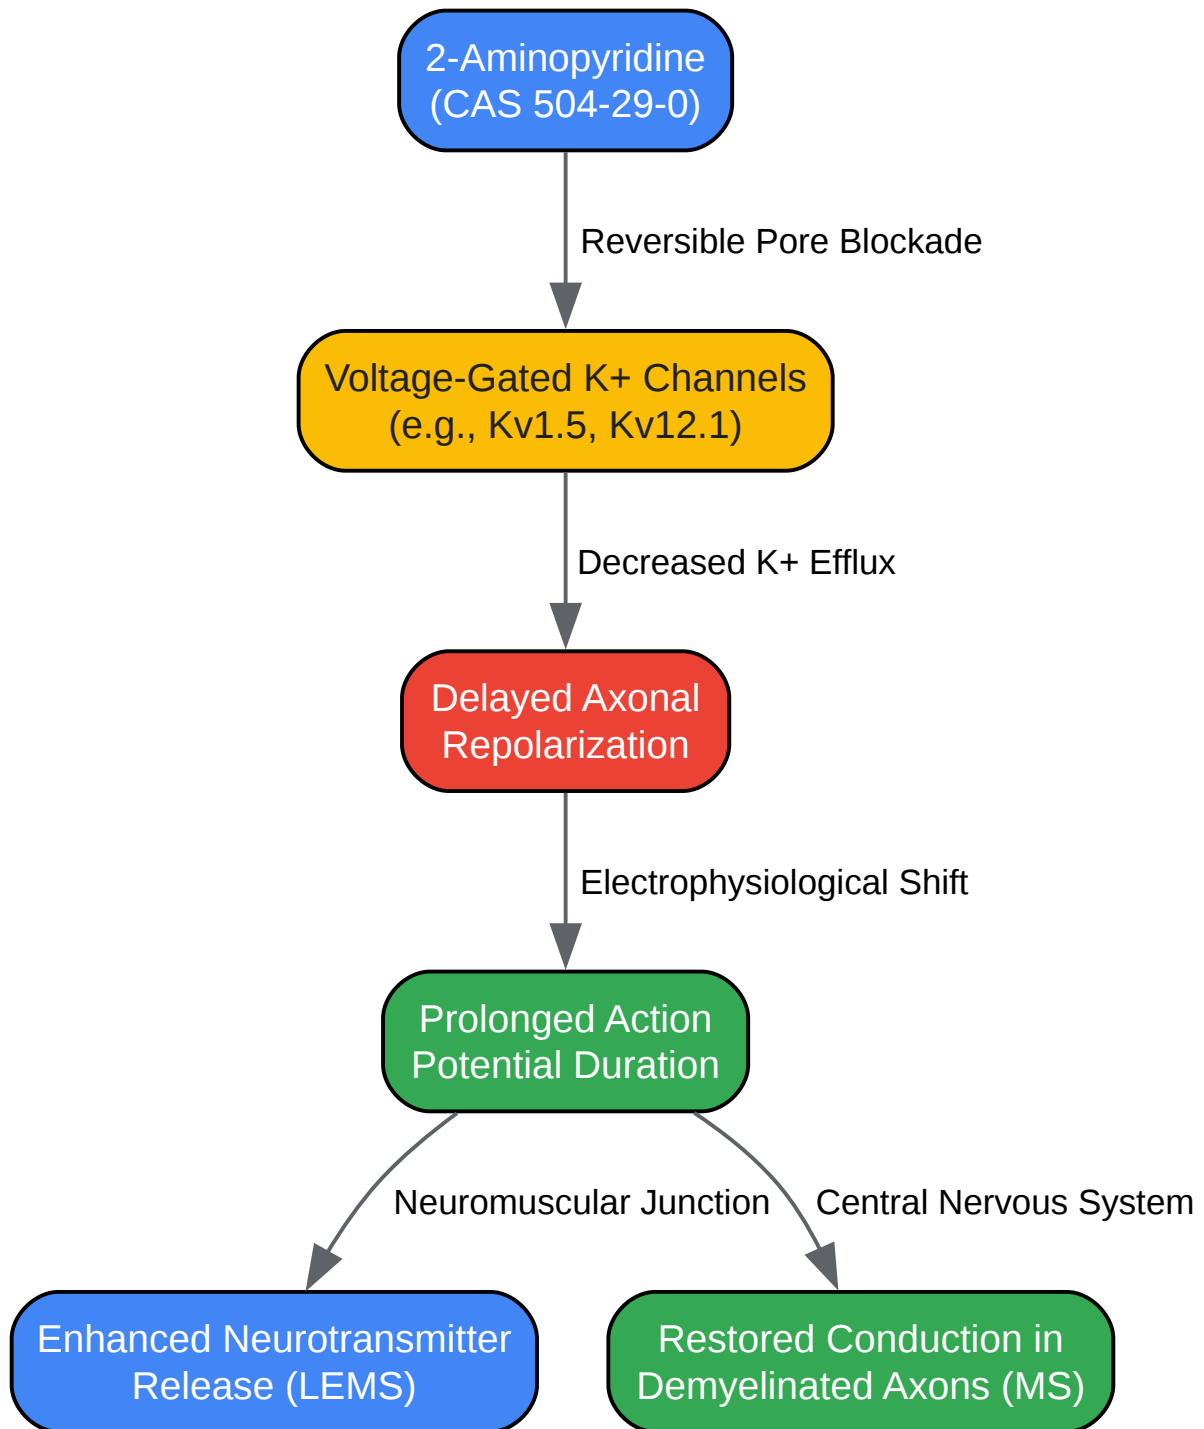 2-Aminopyridine
(CAS 504-29-0)
Reversible Pore Blockade
Voltage-Gated K+ Channels
(e.g., Kv1.5, Kv12.1)
Decreased K+ Efflux
Delayed Axonal
Repolarization
Electrophysiological Shift
Prolonged Action
Potential Duration
Neuromuscular Junction
Central Nervous System
Enhanced Neurotransmitter
Release (LEMS)
Restored Conduction in
Demyelinated Axons (MS)